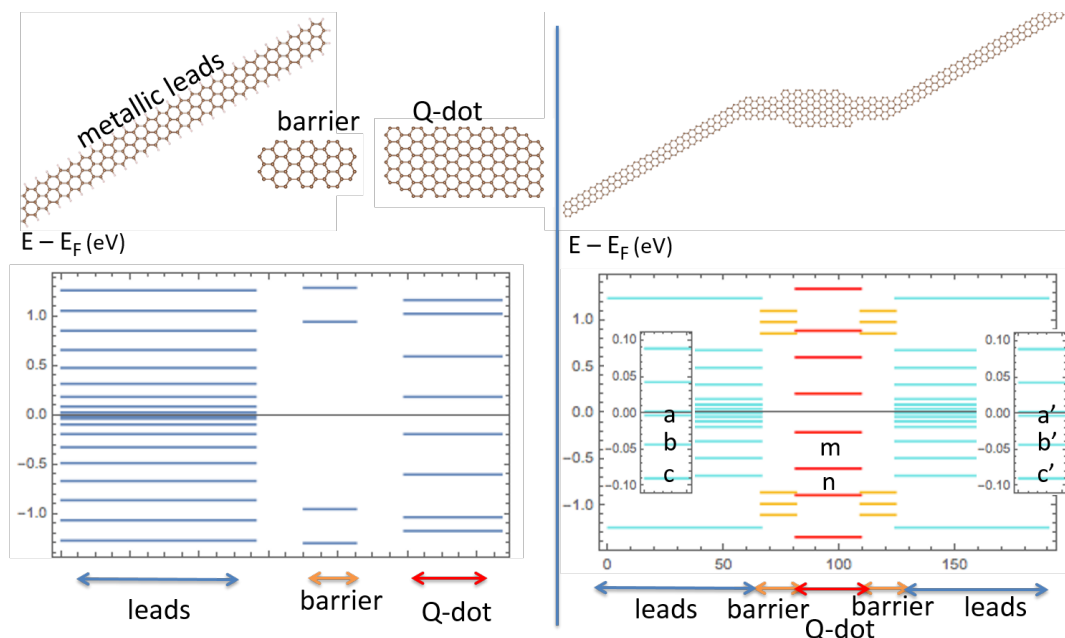 metallic leads
barrier
Q-dot
E – E_F (eV)
1.0
0.5
0.0
−0.5
−1.0
leads
barrier
Q-dot
E – E_F (eV)
1.0
0.5
0.0
−0.5
−1.0
0.10
0.05
0.00
−0.05
−0.10
a
b
c
m
n
0.10
0.05
0.00
−0.05
−0.10
a’
b’
c’
0 50 100 150
leads barrier barrier leads
Q-dot